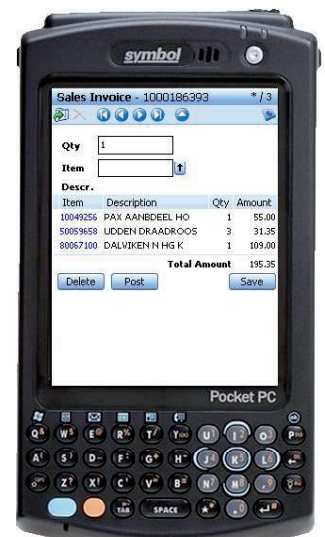 symbol
Sales Invoice - 1000186393 * / 3
Qty 1
Item
Descr.
Item Description Qty Amount
10049256 PAX AANBDEEL HO 1 55.00
50059658 UDDEN DRAADROOS 3 31.35
80067100 DALVIKEN N HG K 1 109.00
Total Amount 195.35
Delete Post Save
Pocket PC
Q W E R T Y U I O P
A S D F G H J K L
Z X C V B N M
TAB SPACE